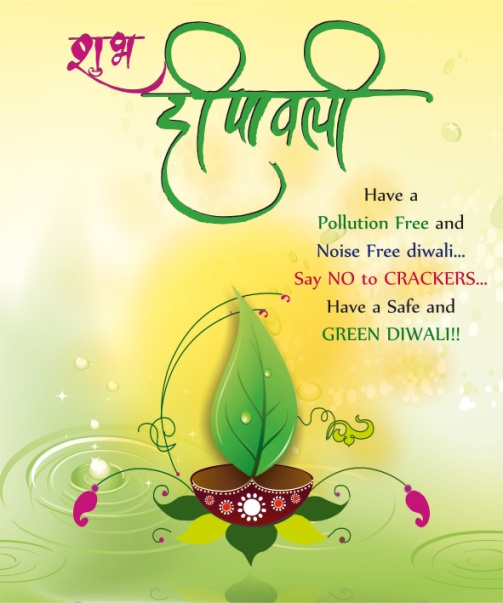 शुभ
दीपावली
Have a
Pollution Free and
Noise Free diwali...
Say NO to CRACKERS...
Have a Safe and
GREEN DIWALI!!